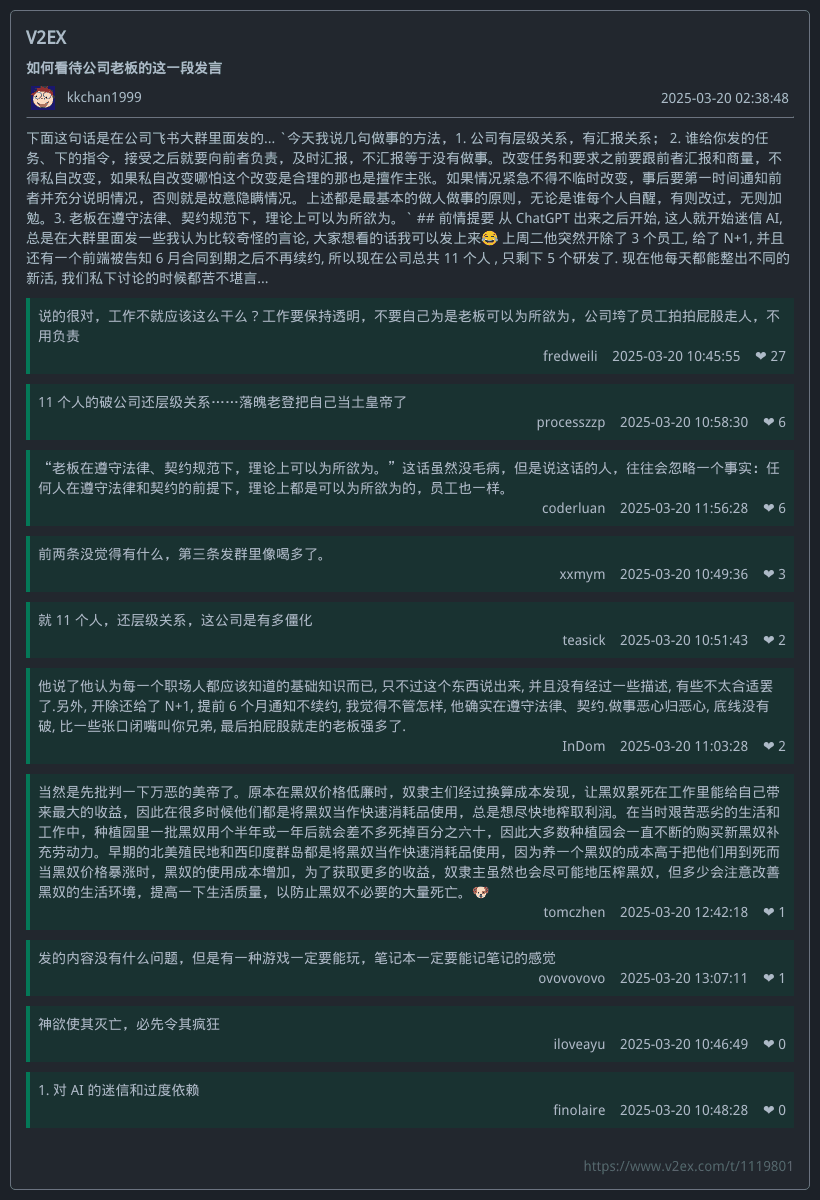 V2EX
如何看待公司老板的这一段发言
kkchan1999
2025-03-20 02:38:48
下面这句话是在公司飞书大群里面发的... `今天我说几句做事的方法，1. 公司有层级关系，有汇报关系； 2. 谁给你发的任
务、下的指令，接受之后就要向前者负责，及时汇报，不汇报等于没有做事。改变任务和要求之前要跟前者汇报和商量，不
得私自改变，如果私自改变哪怕这个改变是合理的那也是擅作主张。如果情况紧急不得不临时改变，事后要第一时间通知前
者并充分说明情况，否则就是故意隐瞒情况。上述都是最基本的做人做事的原则，无论是谁每个人自醒，有则改过，无则加
勉。3. 老板在遵守法律、契约规范下，理论上可以为所欲为。` ## 前情提要 从 ChatGPT 出来之后开始, 这人就开始迷信 AI,
总是在大群里面发一些我认为比较奇怪的言论, 大家想看的话我可以发上来😂 上周二他突然开除了 3 个员工, 给了 N+1, 并且
还有一个前端被告知 6 月合同到期之后不再续约, 所以现在公司总共 11 个人 , 只剩下 5 个研发了. 现在他每天都能整出不同的
新活, 我们私下讨论的时候都苦不堪言...
说的很对，工作不就应该这么干么？工作要保持透明，不要自己为是老板可以为所欲为，公司垮了员工拍拍屁股走人，不
用负责
fredweili 2025-03-20 10:45:55 ❤ 27
11 个人的破公司还层级关系⋯⋯落魄老登把自己当土皇帝了
processzzp 2025-03-20 10:58:30 ❤ 6
“老板在遵守法律、契约规范下，理论上可以为所欲为。”这话虽然没毛病，但是说这话的人，往往会忽略一个事实：任
何人在遵守法律和契约的前提下，理论上都是可以为所欲为的，员工也一样。
coderluan 2025-03-20 11:56:28 ❤ 6
前两条没觉得有什么，第三条发群里像喝多了。
xxmym 2025-03-20 10:49:36 ❤ 3
就 11 个人，还层级关系，这公司是有多僵化
teasick 2025-03-20 10:51:43 ❤ 2
他说了他认为每一个职场人都应该知道的基础知识而已, 只不过这个东西说出来, 并且没有经过一些描述, 有些不太合适罢
了.另外, 开除还给了 N+1, 提前 6 个月通知不续约, 我觉得不管怎样, 他确实在遵守法律、契约.做事恶心归恶心, 底线没有
破, 比一些张口闭嘴叫你兄弟, 最后拍屁股就走的老板强多了.
InDom 2025-03-20 11:03:28 ❤ 2
当然是先批判一下万恶的美帝了。原本在黑奴价格低廉时，奴隶主们经过换算成本发现，让黑奴累死在工作里能给自己带
来最大的收益，因此在很多时候他们都是将黑奴当作快速消耗品使用，总是想尽快地榨取利润。在当时艰苦恶劣的生活和
工作中，种植园里一批黑奴用个半年或一年后就会差不多死掉百分之六十，因此大多数种植园会一直不断的购买新黑奴补
充劳动力。早期的北美殖民地和西印度群岛都是将黑奴当作快速消耗品使用，因为养一个黑奴的成本高于把他们用到死而
当黑奴价格暴涨时，黑奴的使用成本增加，为了获取更多的收益，奴隶主虽然也会尽可能地压榨黑奴，但多少会注意改善
黑奴的生活环境，提高一下生活质量，以防止黑奴不必要的大量死亡。🐶
tomczhen 2025-03-20 12:42:18 ❤ 1
发的内容没有什么问题，但是有一种游戏一定要能玩，笔记本一定要能记笔记的感觉
ovovovovo 2025-03-20 13:07:11 ❤ 1
神欲使其灭亡，必先令其疯狂
iloveayu 2025-03-20 10:46:49 ❤ 0
1. 对 AI 的迷信和过度依赖
finolaire 2025-03-20 10:48:28 ❤ 0
https://www.v2ex.com/t/1119801